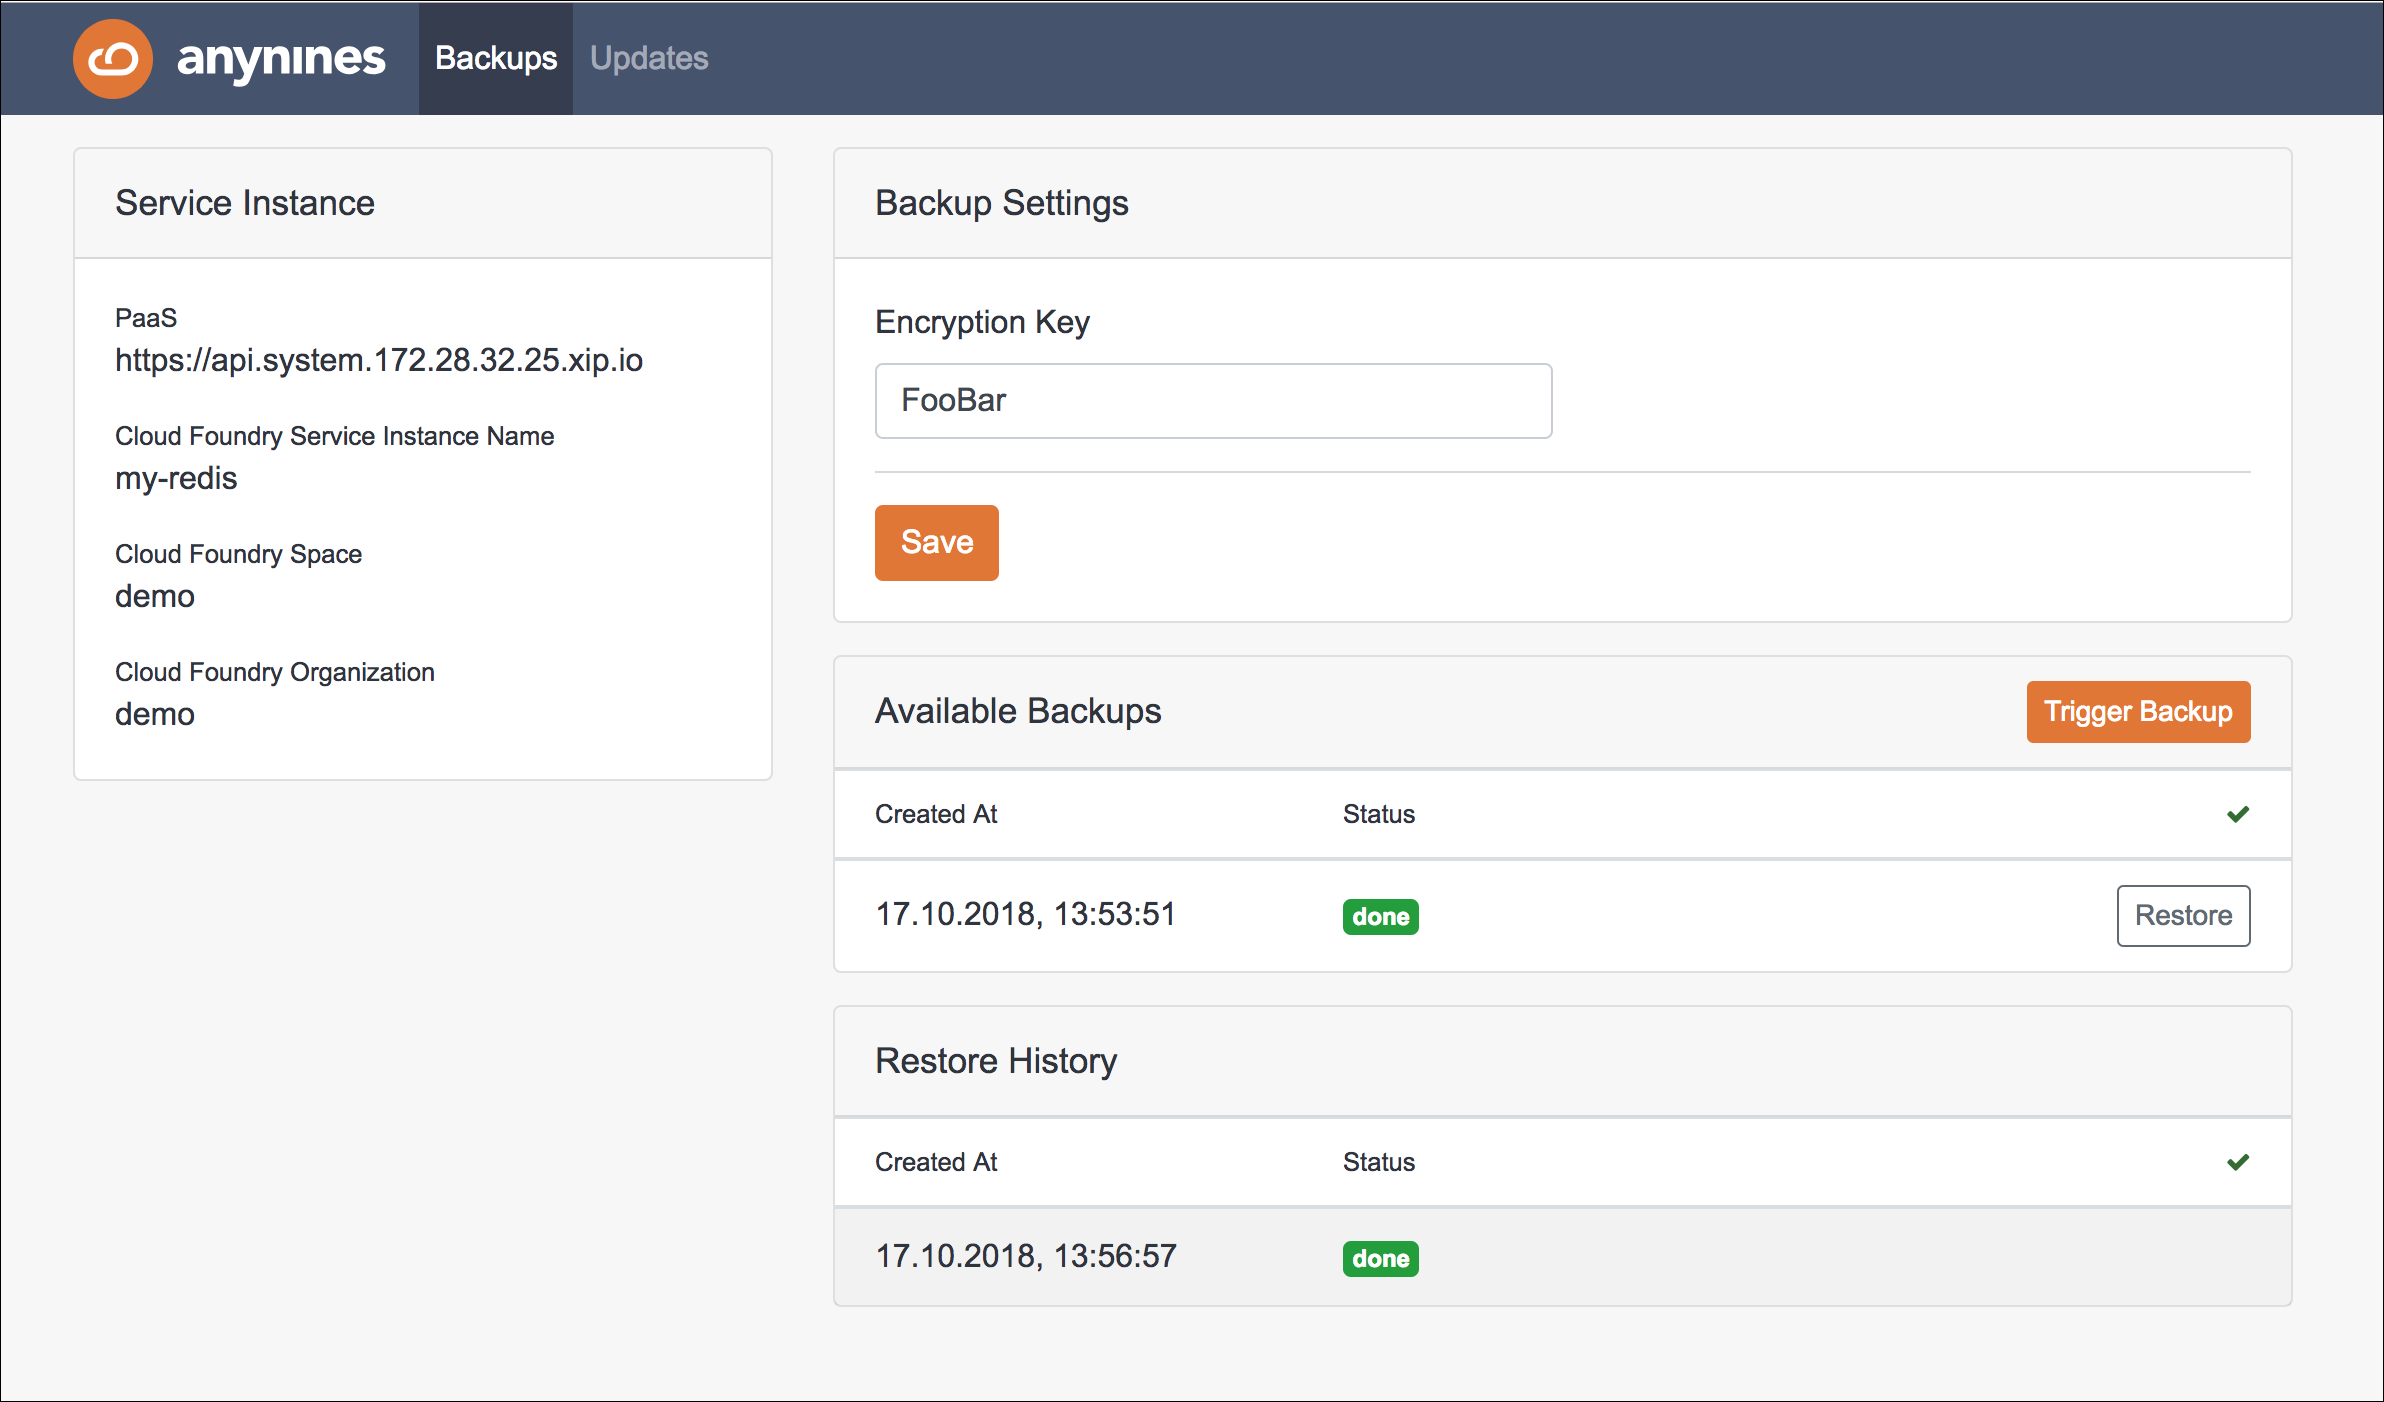 anynines
Backups
Updates
Service Instance
PaaS
https://api.system.172.28.32.25.xip.io
Cloud Foundry Service Instance Name
my-redis
Cloud Foundry Space
demo
Cloud Foundry Organization
demo
Backup Settings
Encryption Key
FooBar
Save
Available Backups
Trigger Backup
Created At
Status
17.10.2018, 13:53:51
done
Restore
Restore History
Created At
Status
17.10.2018, 13:56:57
done